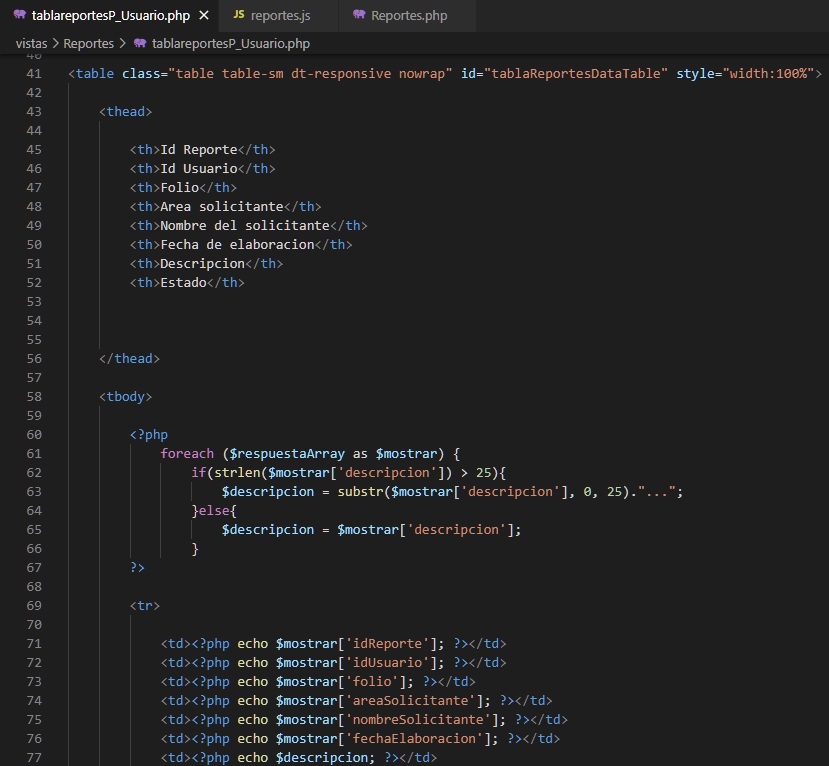 tablareportesP_Usuario.php ×
JS reportes.js
Reportes.php
vistas > Reportes > tablareportesP_Usuario.php
40
41 <table class="table table-sm dt-responsive nowrap" id="tablaReportesDataTable" style="width:100%">
42
43 <thead>
44
45 <th>Id Reporte</th>
46 <th>Id Usuario</th>
47 <th>Folio</th>
48 <th>Area solicitante</th>
49 <th>Nombre del solicitante</th>
50 <th>Fecha de elaboracion</th>
51 <th>Descripcion</th>
52 <th>Estado</th>
53
54
55
56 </thead>
57
58 <tbody>
59
60 <?php
61 foreach ($respuestaArray as $mostrar) {
62 if(strlen($mostrar['descripcion']) > 25){
63 $descripcion = substr($mostrar['descripcion'], 0, 25)."...";
64 }else{
65 $descripcion = $mostrar['descripcion'];
66 }
67 ?>
68
69 <tr>
70
71 <td><?php echo $mostrar['idReporte']; ?></td>
72 <td><?php echo $mostrar['idUsuario']; ?></td>
73 <td><?php echo $mostrar['folio']; ?></td>
74 <td><?php echo $mostrar['areaSolicitante']; ?></td>
75 <td><?php echo $mostrar['nombreSolicitante']; ?></td>
76 <td><?php echo $mostrar['fechaElaboracion']; ?></td>
77 <td><?php echo $descripcion; ?></td>